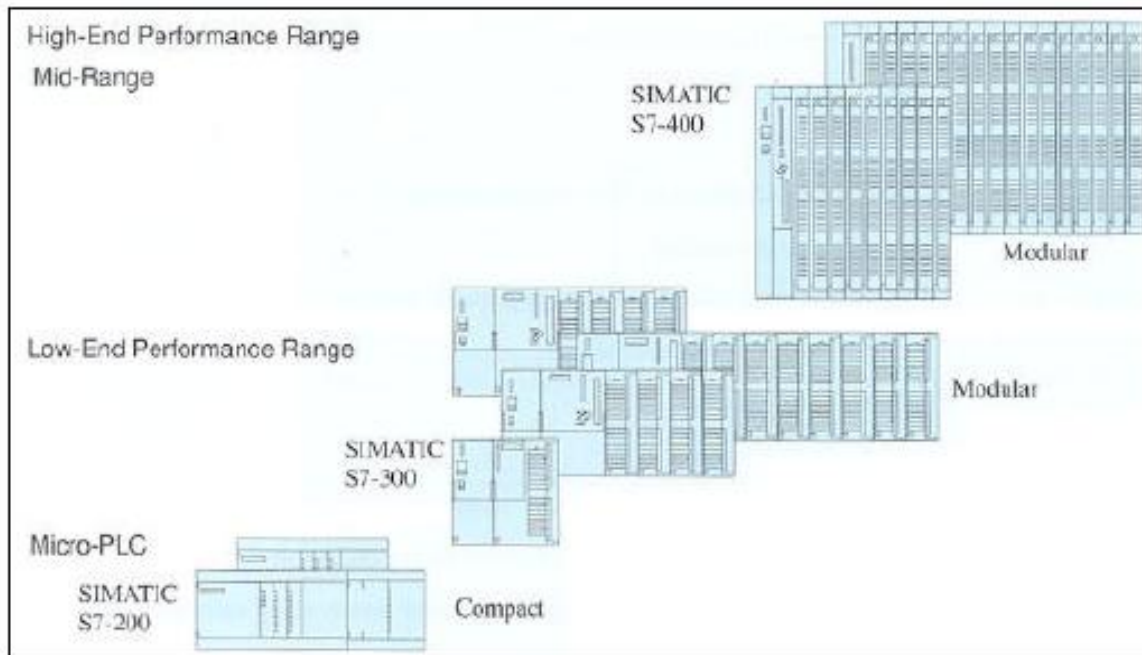 High-End Performance Range
Mid-Range
SIMATIC
S7-400
Modular
Low-End Performance Range
Modular
SIMATIC
S7-300
Micro-PLC
SIMATIC
S7-200
Compact